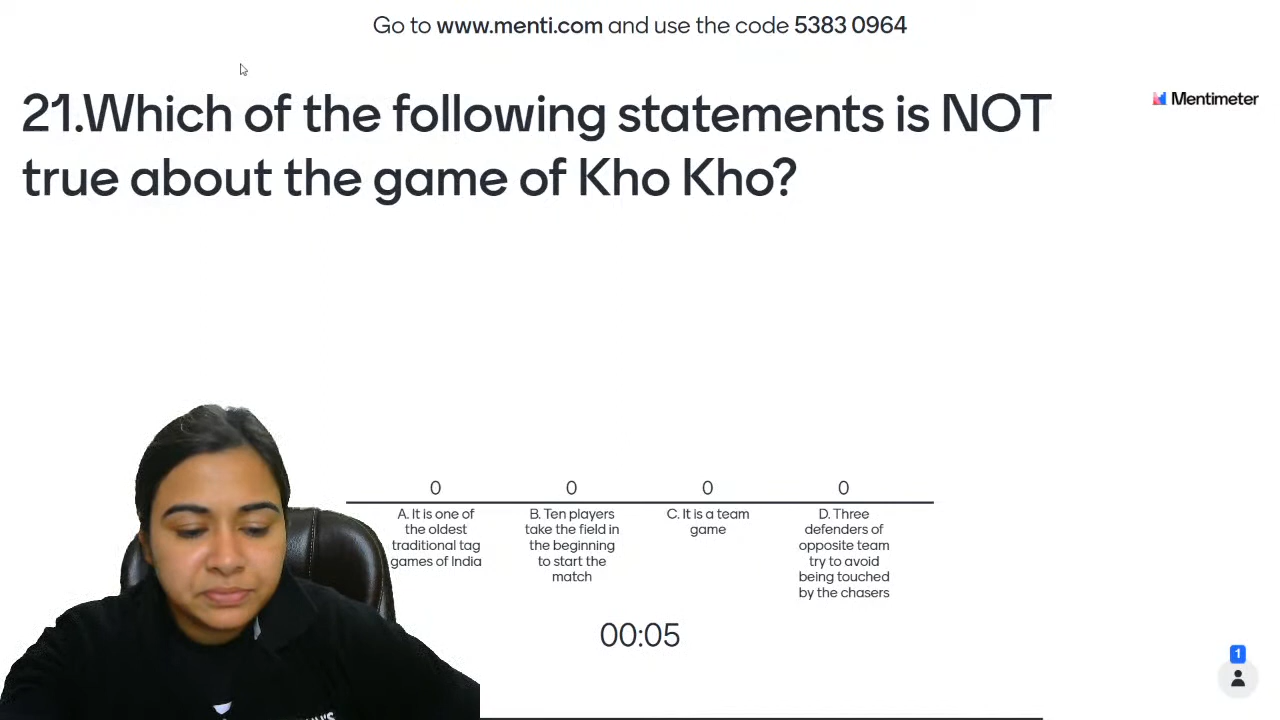 Go to www.menti.com and use the code 5383 0964
Mentimeter
21.Which of the following statements is NOT
true about the game of Kho Kho?
0
0
0
0
A. It is one of
the oldest
traditional tag
games of India
B. Ten players
take the field in
the beginning
to start the
match
C. It is a team
game
D. Three
defenders of
opposite team
try to avoid
being touched
by the chasers
00:05
1